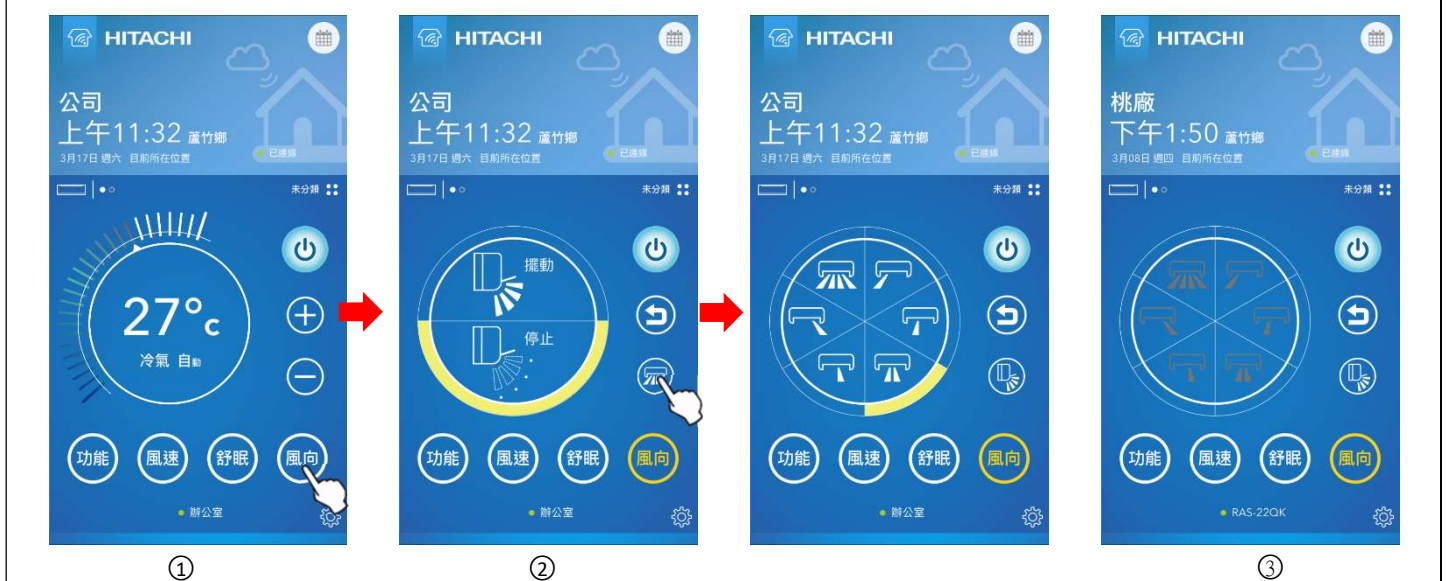 HITACHI
公司
上午11:32 蘆竹鄉
3月17日 週六 目前所在位置
已連線
未分類
27°c
冷氣 自動
功能 風速 舒眠 風向
辦公室
①
HITACHI
公司
上午11:32 蘆竹鄉
3月17日 週六 目前所在位置
已連線
未分類
擺動
停止
功能 風速 舒眠 風向
辦公室
②
HITACHI
公司
上午11:32 蘆竹鄉
3月17日 週六 目前所在位置
已連線
未分類
功能 風速 舒眠 風向
辦公室
HITACHI
桃廠
下午1:50 蘆竹鄉
3月08日 週四 目前所在位置
已連線
未分類
功能 風速 舒眠 風向
RAS-22QK
③